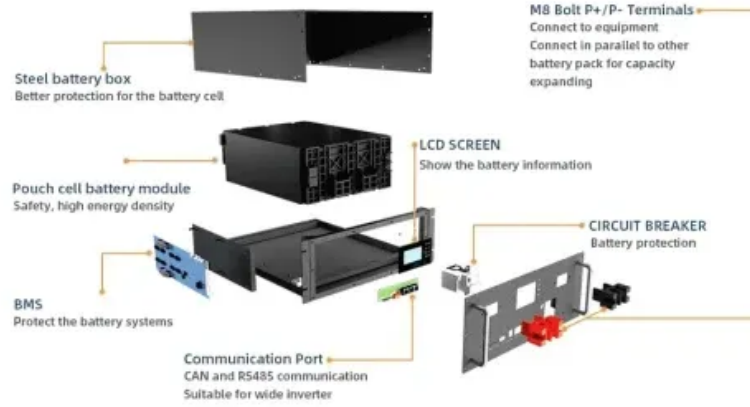 M8 Bolt P+/P- Terminals
Connect to equipment
Connect in parallel to other
battery pack for capacity
expanding
Steel battery box
Better protection for the battery cell
LCD SCREEN
Show the battery information
Pouch cell battery module
Safety, high energy density
CIRCUIT BREAKER
Battery protection
BMS
Protect the battery systems
Communication Port
CAN and RS485 communication
Suitable for wide inverter